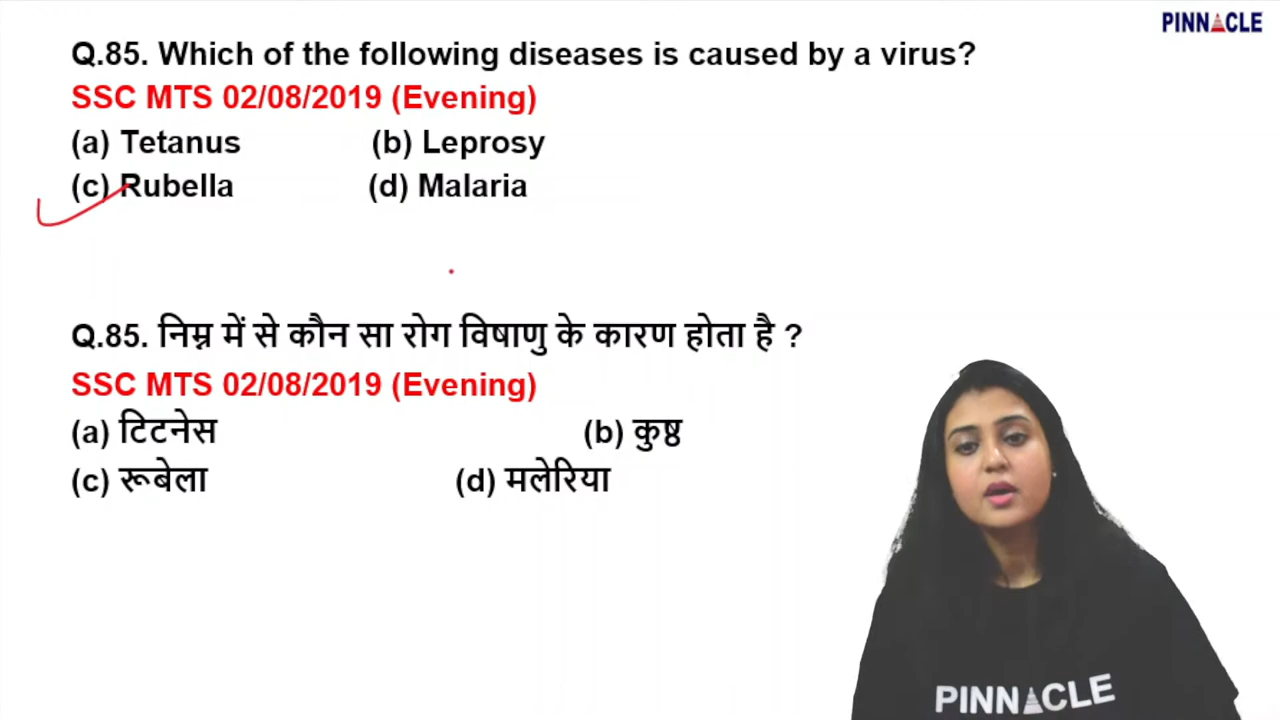 PINNACLE
Q.85. Which of the following diseases is caused by a virus?
SSC MTS 02/08/2019 (Evening)
(a) Tetanus (b) Leprosy
(c) Rubella (d) Malaria
Q.85. निम्न में से कौन सा रोग विषाणु के कारण होता है ?
SSC MTS 02/08/2019 (Evening)
(a) टिटनेस (b) कुष्ठ
(c) रूबेला (d) मलेरिया
PINNACLE